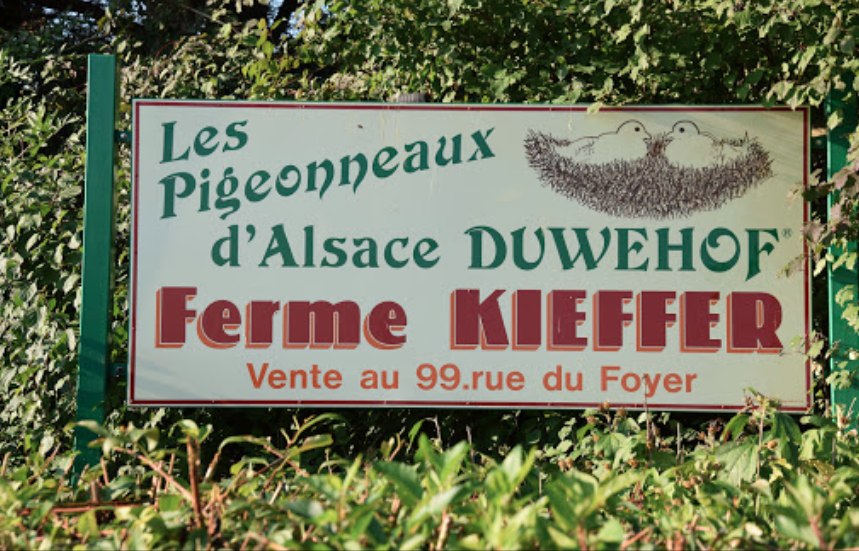 Les
Pigeonneaux
d'Alsace DUWEHOF®
Ferme KIEFFER
Vente au 99.rue du Foyer